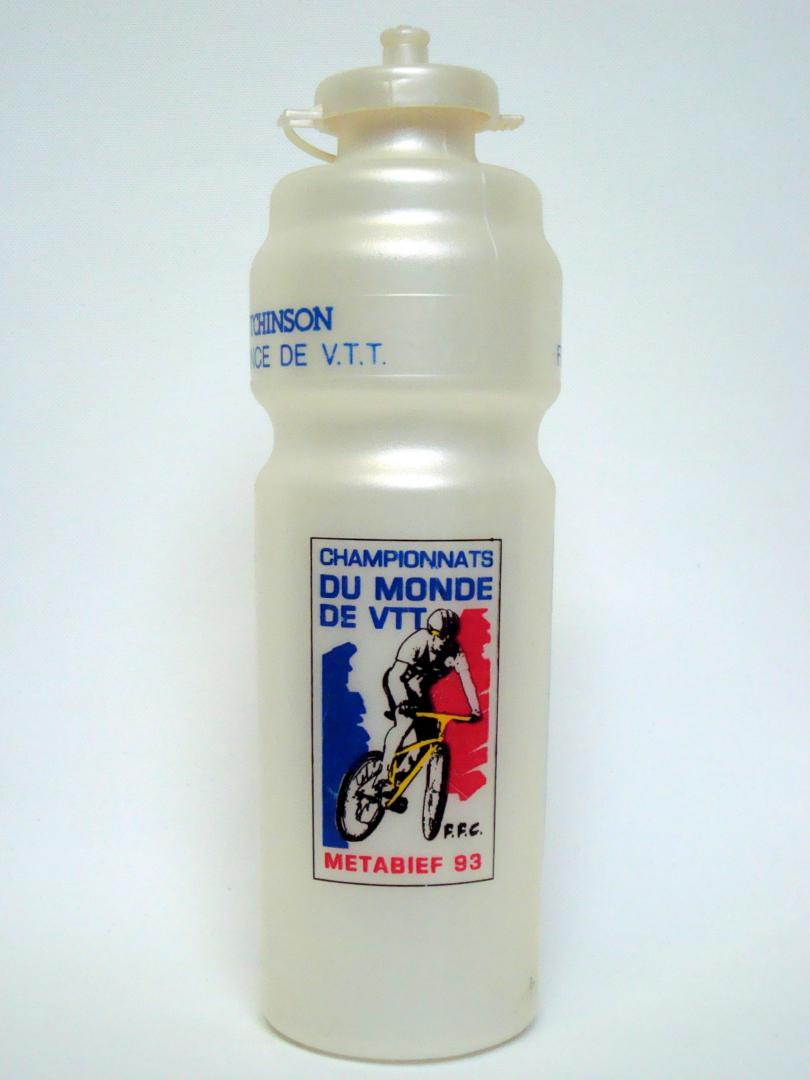 TCHINSON
NCE DE V.T.T.
CHAMPIONNATS
DU MONDE
DE VTT
F.F.C.
METABIEF 93